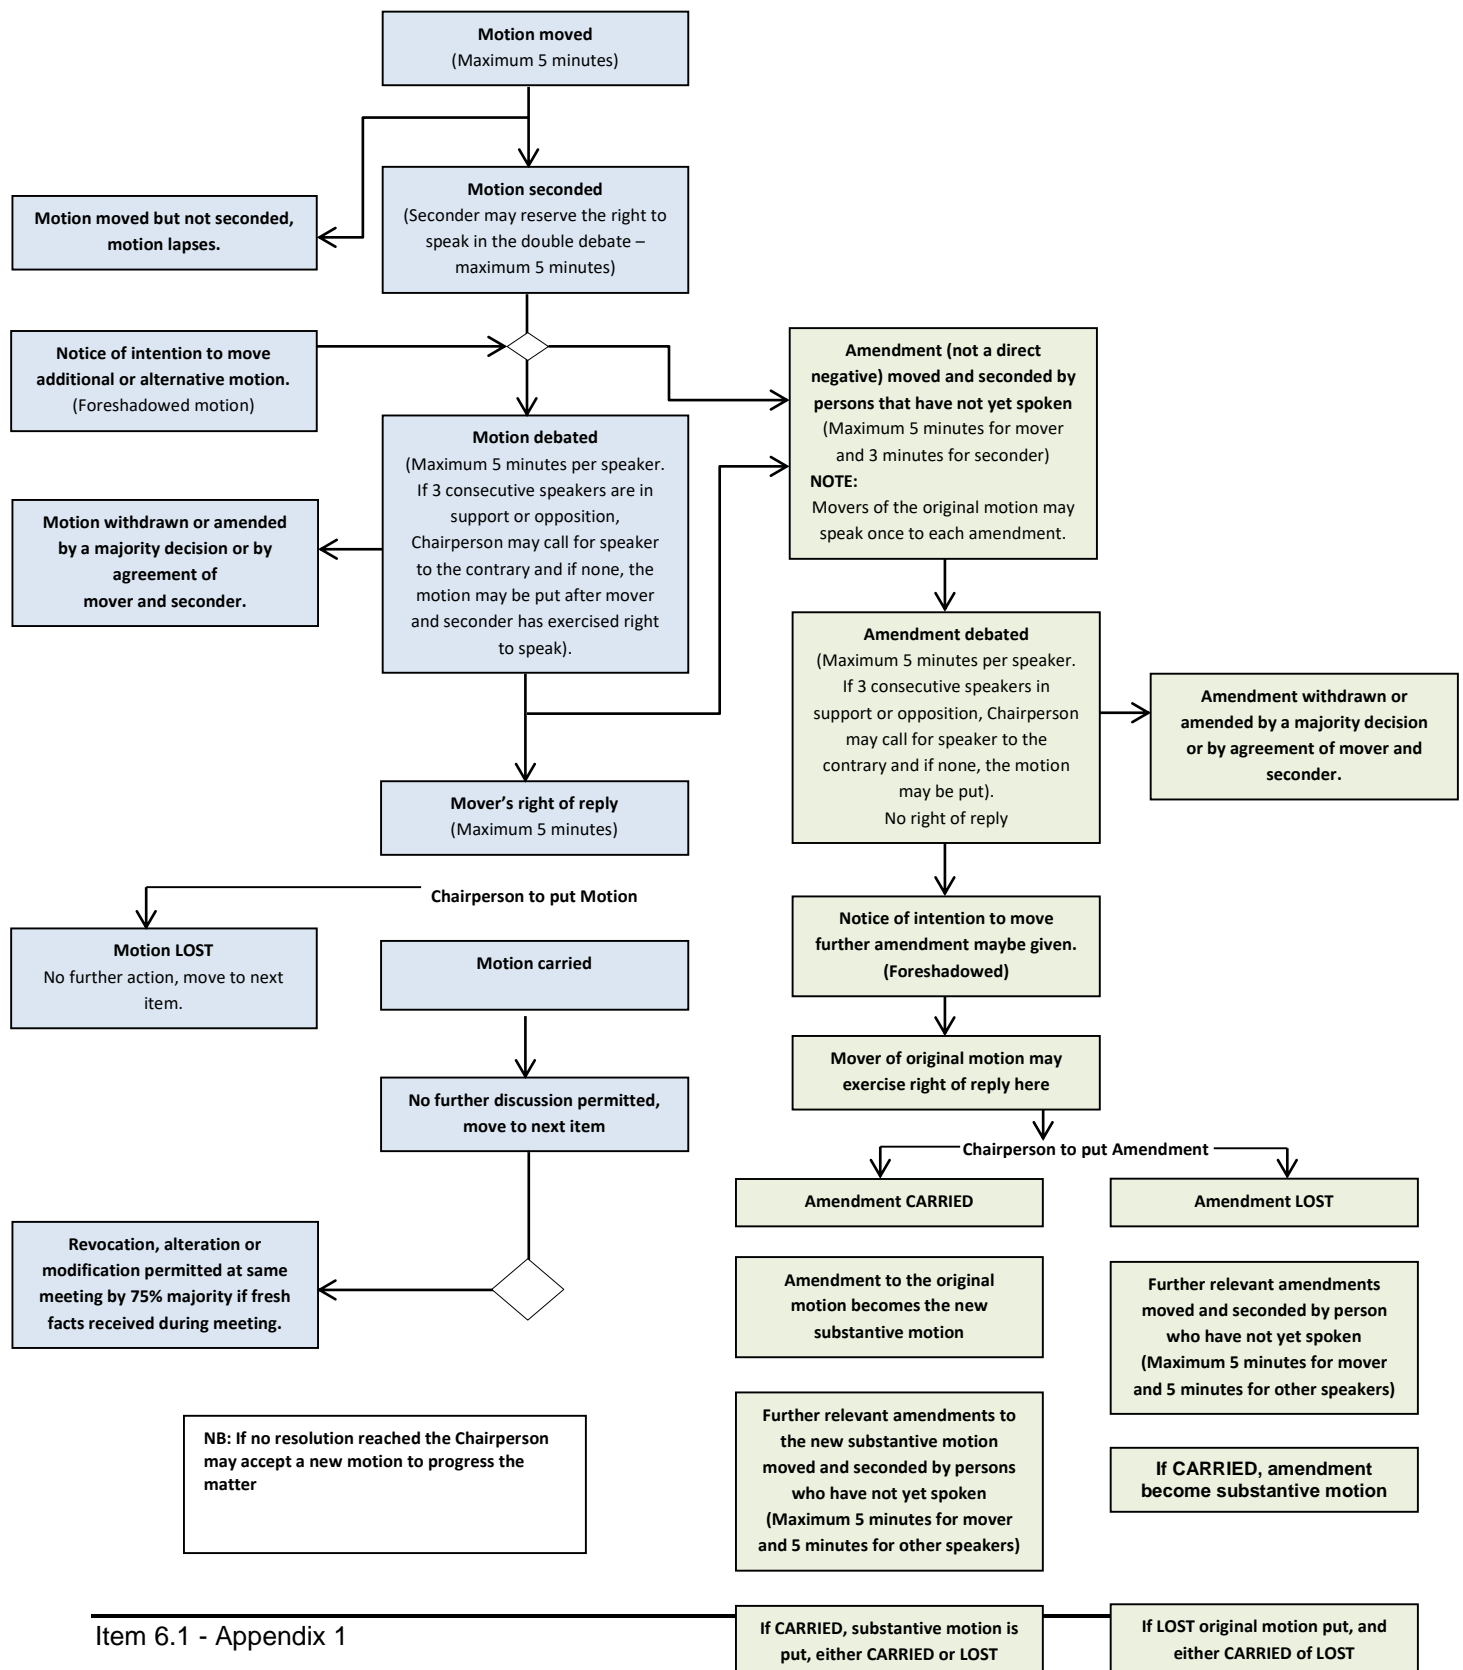 Motion moved
(Maximum 5 minutes)
Motion seconded
(Seconder may reserve the right to
speak in the double debate –
maximum 5 minutes)
Motion moved but not seconded,
motion lapses.
Notice of intention to move
additional or alternative motion.
(Foreshadowed motion)
Motion debated
(Maximum 5 minutes per speaker.
If 3 consecutive speakers are in
support or opposition,
Chairperson may call for speaker
to the contrary and if none, the
motion may be put after mover
and seconder has exercised right
to speak).
Motion withdrawn or amended
by a majority decision or by
agreement of
mover and seconder.
Mover’s right of reply
(Maximum 5 minutes)
Chairperson to put Motion
Motion LOST
No further action, move to next
item.
Motion carried
No further discussion permitted,
move to next item
Revocation, alteration or
modification permitted at same
meeting by 75% majority if fresh
facts received during meeting.
NB: If no resolution reached the Chairperson
may accept a new motion to progress the
matter
Amendment (not a direct
negative) moved and seconded by
persons that have not yet spoken
(Maximum 5 minutes for mover
and 3 minutes for seconder)
NOTE:
Movers of the original motion may
speak once to each amendment.
Amendment debated
(Maximum 5 minutes per speaker.
If 3 consecutive speakers in
support or opposition, Chairperson
may call for speaker to the
contrary and if none, the motion
may be put).
No right of reply
Amendment withdrawn or
amended by a majority decision
or by agreement of mover and
seconder.
Notice of intention to move
further amendment maybe given.
(Foreshadowed)
Mover of original motion may
exercise right of reply here
Chairperson to put Amendment
Amendment CARRIED
Amendment to the original
motion becomes the new
substantive motion
Further relevant amendments to
the new substantive motion
moved and seconded by persons
who have not yet spoken
(Maximum 5 minutes for mover
and 5 minutes for other speakers)
If CARRIED, substantive motion is
put, either CARRIED or LOST
Amendment LOST
Further relevant amendments
moved and seconded by person
who have not yet spoken
(Maximum 5 minutes for mover
and 5 minutes for other speakers)
If CARRIED, amendment
become substantive motion
If LOST original motion put, and
either CARRIED of LOST
Item 6.1 - Appendix 1